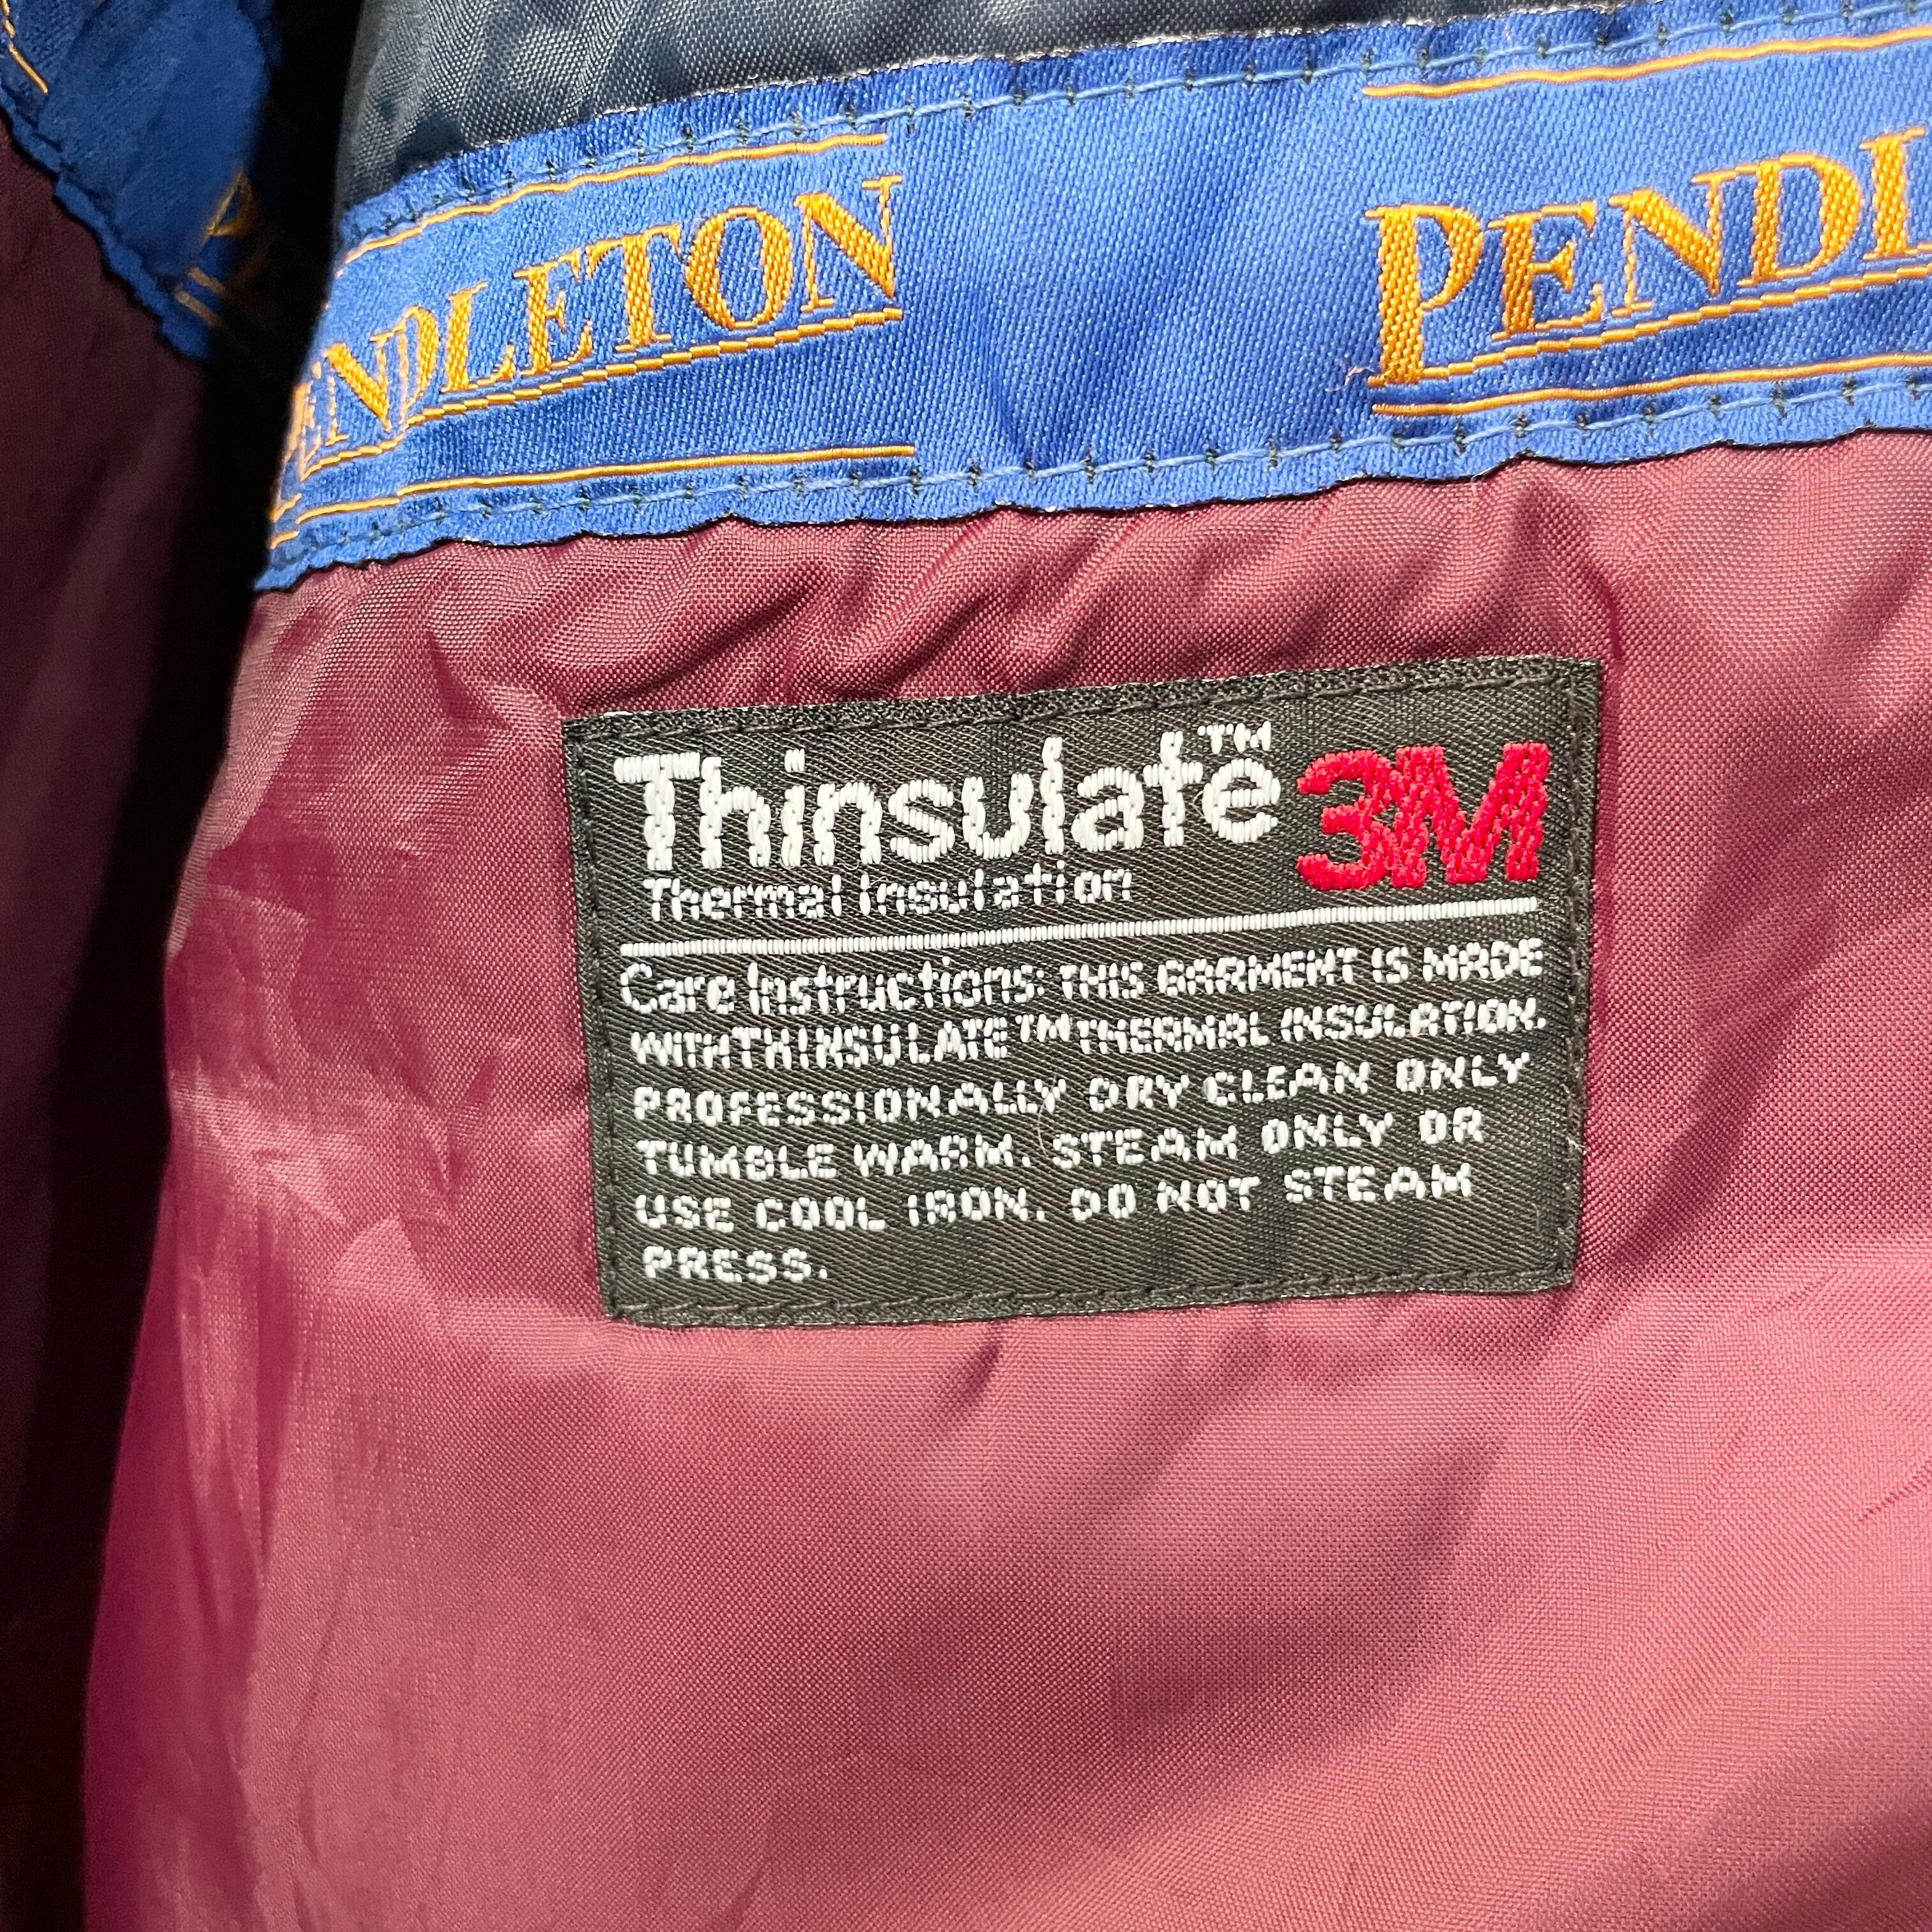 PENDLETON PENDL
Thinsulate™ 3M
Thermal Insulation
Care Instructions: THIS GARMENT IS MADE
WITH THINSULATE™ THERMAL INSULATION.
PROFESSIONALLY DRY CLEAN ONLY
TUMBLE WARM. STEAM ONLY OR
USE COOL IRON. DO NOT STEAM
PRESS.